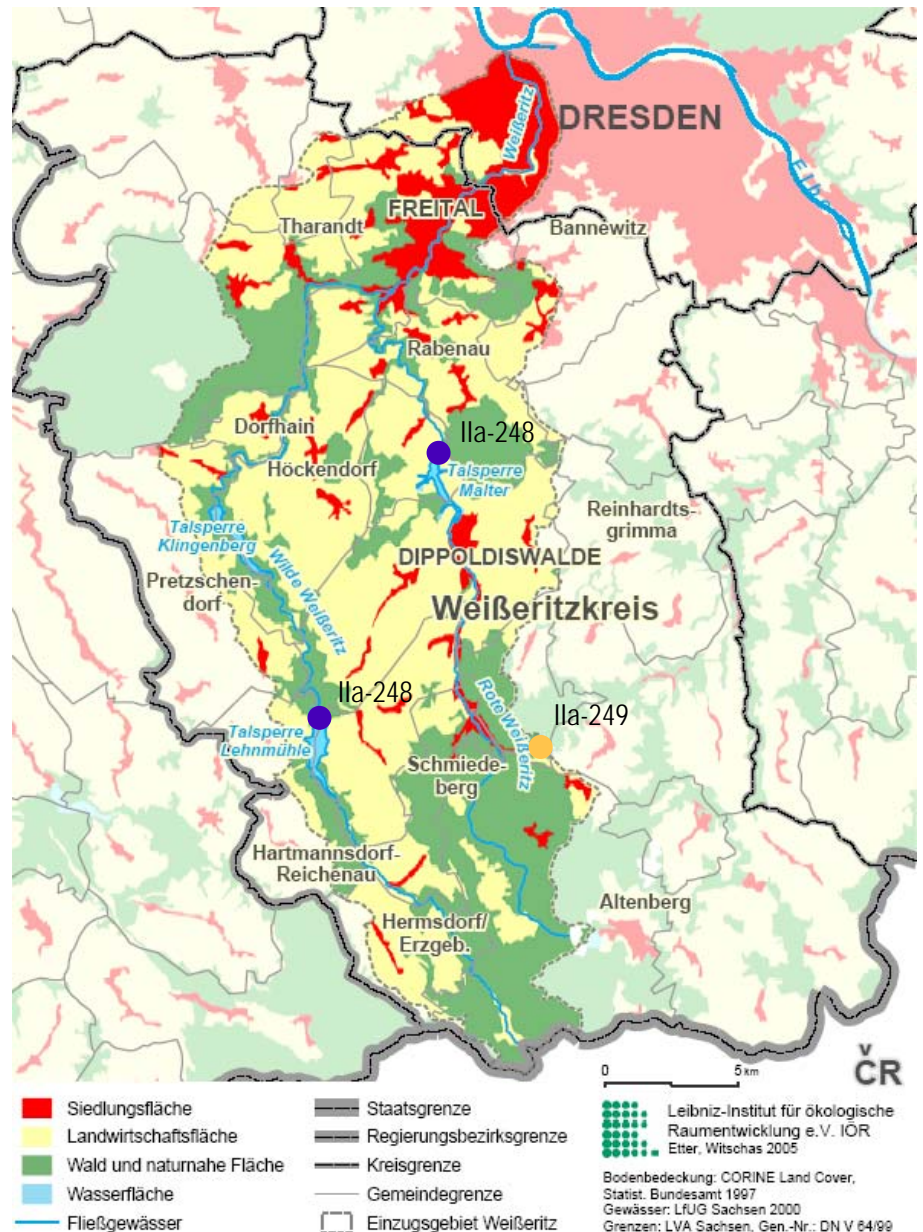 DRESDEN
Weißeritz
Elbe
FREITAL
Tharandt
Bannewitz
Rabenau
Dorfhain
IIa-248
Höckendorf
Talsperre
Malter
Reinhardts-
grimma
Talsperre
Klingenberg
DIPPOLDISWALDE
Pretzschen-
dorf
Wilde Weißeritz
Weißeritzkreis
IIa-248
Rote Weißeritz
IIa-249
Talsperre
Lehnmühle
Schmiede-
berg
Hartmannsdorf-
Reichenau
Altenberg
Hermsdorf/
Erzgeb.
0 5 km
ČR
Siedlungsfläche
Landwirtschaftsfläche
Wald und naturnahe Fläche
Wasserfläche
Fließgewässer
Staatsgrenze
Regierungsbezirksgrenze
Kreisgrenze
Gemeindegrenze
Einzugsgebiet Weißeritz
Leibniz-Institut für ökologische
Raumentwicklung e.V. IÖR
Etter, Witschas 2005
Bodenbedeckung: CORINE Land Cover,
Statist. Bundesamt 1997
Gewässer: LfUG Sachsen 2000
Grenzen: LVA Sachsen, Gen.-Nr.: DN V 64/99